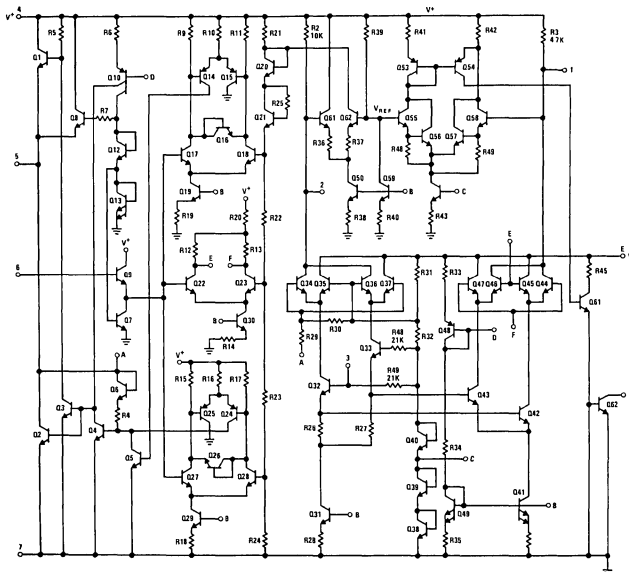 V+ 4
V+
R5
R6
R9
R10
R11
R21
R2
10K
R39
R41
R42
R3
4.7K
Q1
Q10
D
Q14
Q15
Q20
Q53
Q54
1
Q8
R7
R25
Q21
Q61
Q62
VREF
Q55
Q58
Q12
Q16
R36
R37
Q56
Q57
5
Q17
Q18
R48
R49
Q13
Q50
Q59
Q19
B
B
C
R19
V+
R22
2
R38
R40
R43
V+
R20
E
E
6
R12
R13
R31
R33
R45
Q9
E
F
Q34
Q35
Q36
Q37
Q47
Q46
Q45
Q44
Q22
Q23
Q61
Q7
B
Q30
R30
R48
21K
R32
Q48
D
F
R14
R29
Q33
A
V+
A
3
Q62
Q6
R15
R16
R17
R23
Q32
R49
21K
Q43
R4
Q42
Q3
Q25
Q24
Q2
Q4
R26
R27
R34
Q5
Q26
Q40
C
Q27
Q28
Q39
Q41
B
Q29
B
Q31
B
Q38
Q49
7
R18
R24
R28
R35